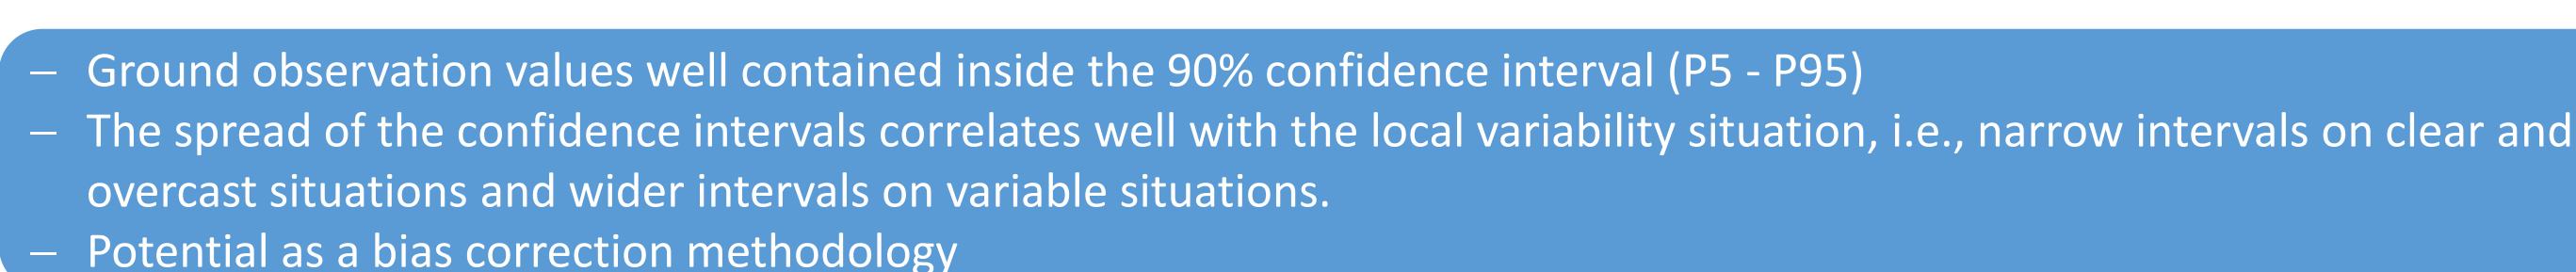 – Ground observation values well contained inside the 90% confidence interval (P5 - P95)
– The spread of the confidence intervals correlates well with the local variability situation, i.e., narrow intervals on clear and
overcast situations and wider intervals on variable situations.
– Potential as a bias correction methodology